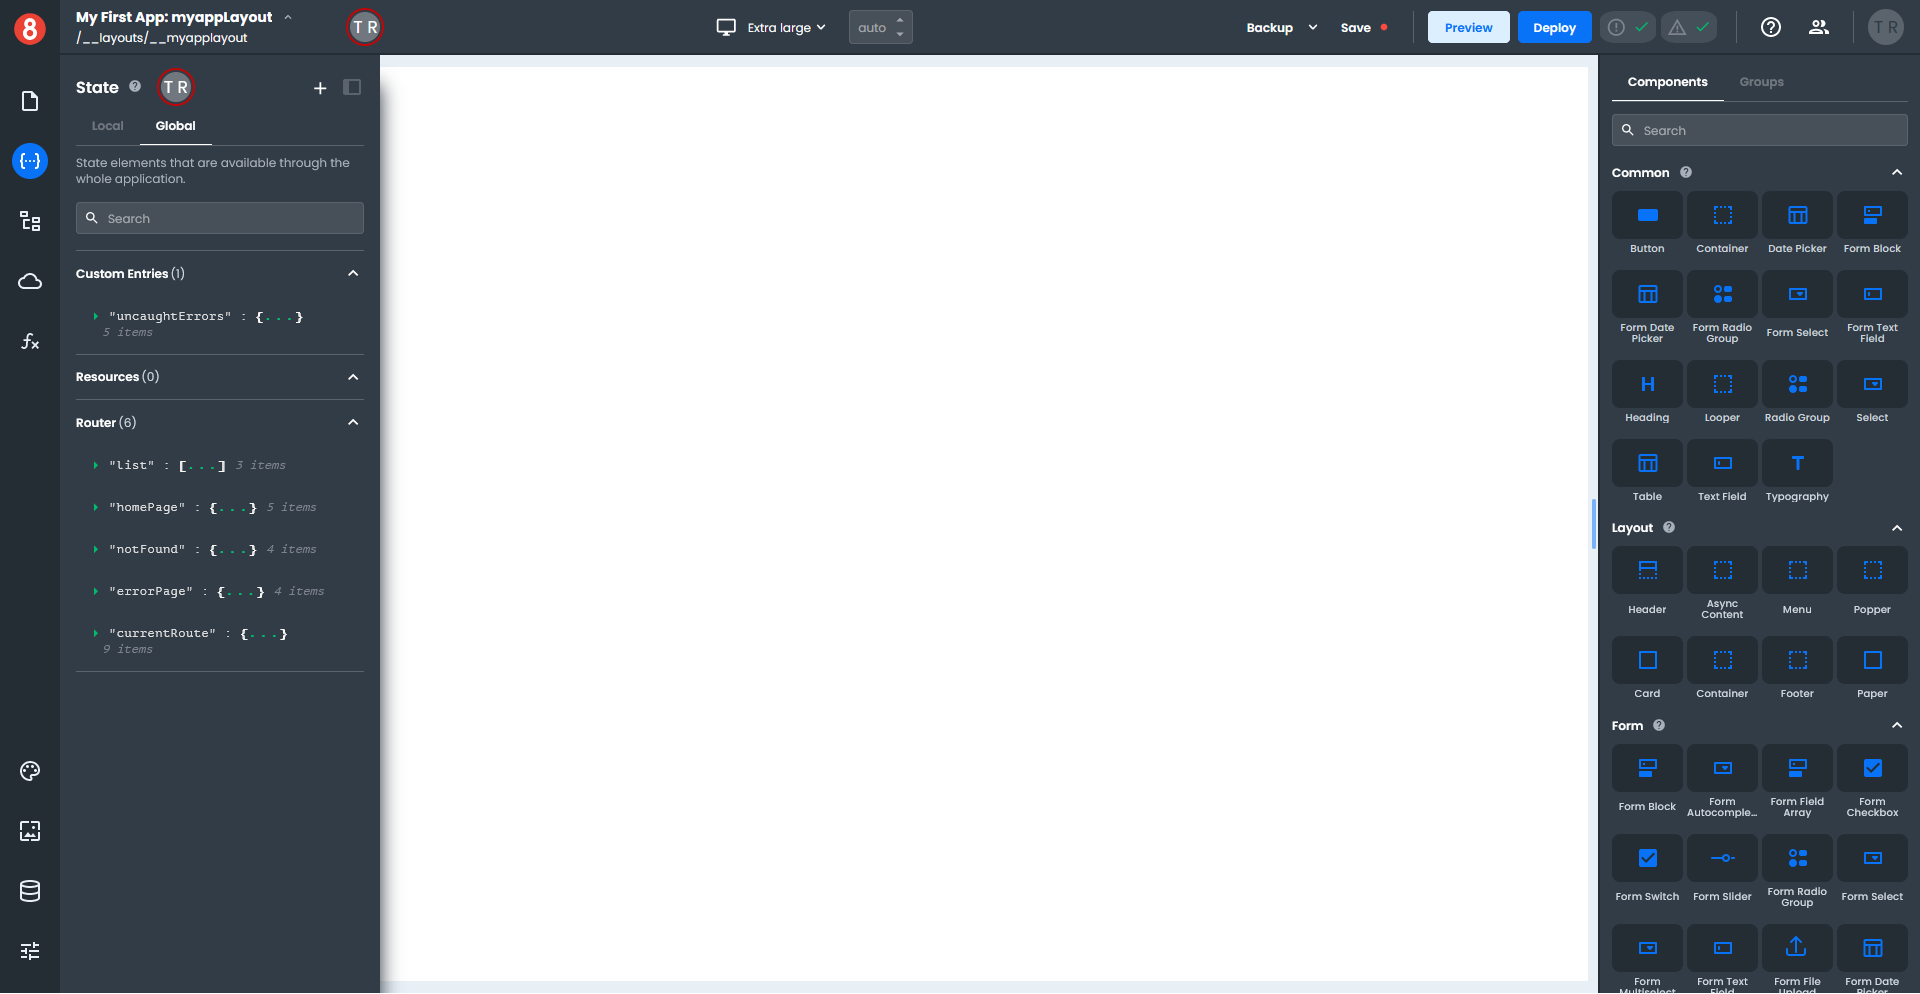 8
My First App: myappLayout
/__layouts/__myapplayout
T R
Extra large
auto
Backup
Save
Preview
Deploy
T R
State
T R
Local
Global
State elements that are available through the
whole application.
Search
Custom Entries (1)
"uncaughtErrors" : {...}
5 items
Resources (0)
Router (6)
"list" : [...] 3 items
"homePage" : {...} 5 items
"notFound" : {...} 4 items
"errorPage" : {...} 4 items
"currentRoute" : {...}
9 items
Components
Groups
Search
Common
Button
Container
Date Picker
Form Block
Form Date
Picker
Form Radio
Group
Form Select
Form Text
Field
H
Heading
Looper
Radio Group
Select
Table
Text Field
T
Typography
Layout
Header
Async
Content
Menu
Popper
Card
Container
Footer
Paper
Form
Form Block
Form
Autocomple...
Form Field
Array
Form
Checkbox
Form Switch
Form Slider
Form Radio
Group
Form Select
Form
Multiselect
Form Text
Field
Form File
Upload
Form Date
Picker